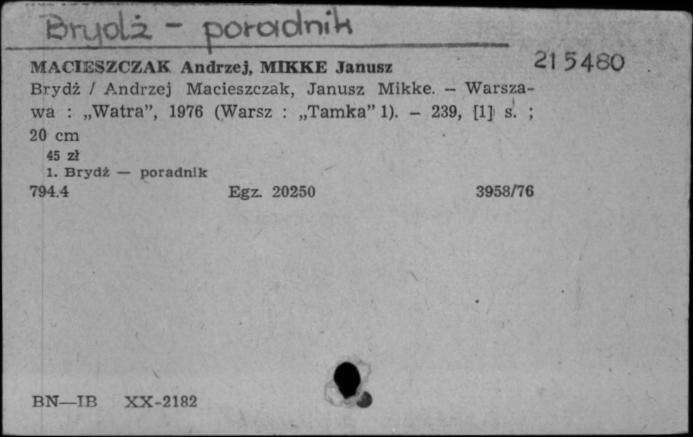 Brydż - poradnik
MACIESZCZAK Andrzej, MIKKE Janusz
215480
Brydż / Andrzej Macieszczak, Janusz Mikke. — Warsza-
wa : „Watra”, 1976 (Warsz : „Tamka” 1). — 239, [1] s. ;
20 cm
45 zł
1. Brydż — poradnik
794.4 Egz. 20250 3958/76
BN—IB XX-2182